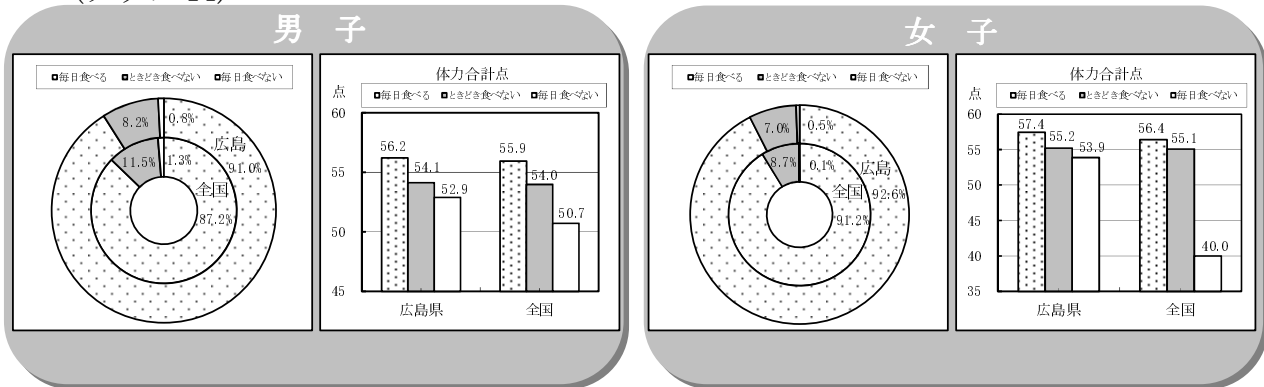 男　子
□毎日食べる □ときどき食べない □毎日食べない
8.2%
0.8%
広島
91.0%
11.5%
1.3%
全国
87.2%
体力合計点
点
□毎日食べる □ときどき食べない □毎日食べない
60
55
50
45
56.2
54.1
52.9
55.9
54.0
50.7
広島県
全国
女　子
□毎日食べる □ときどき食べない □毎日食べない
7.0%
0.5%
広島
92.6%
8.7%
0.1%
全国
91.2%
体力合計点
点
□毎日食べる □ときどき食べない □毎日食べない
60
55
50
45
40
35
57.4
55.2
53.9
56.4
55.1
40.0
広島県
全国